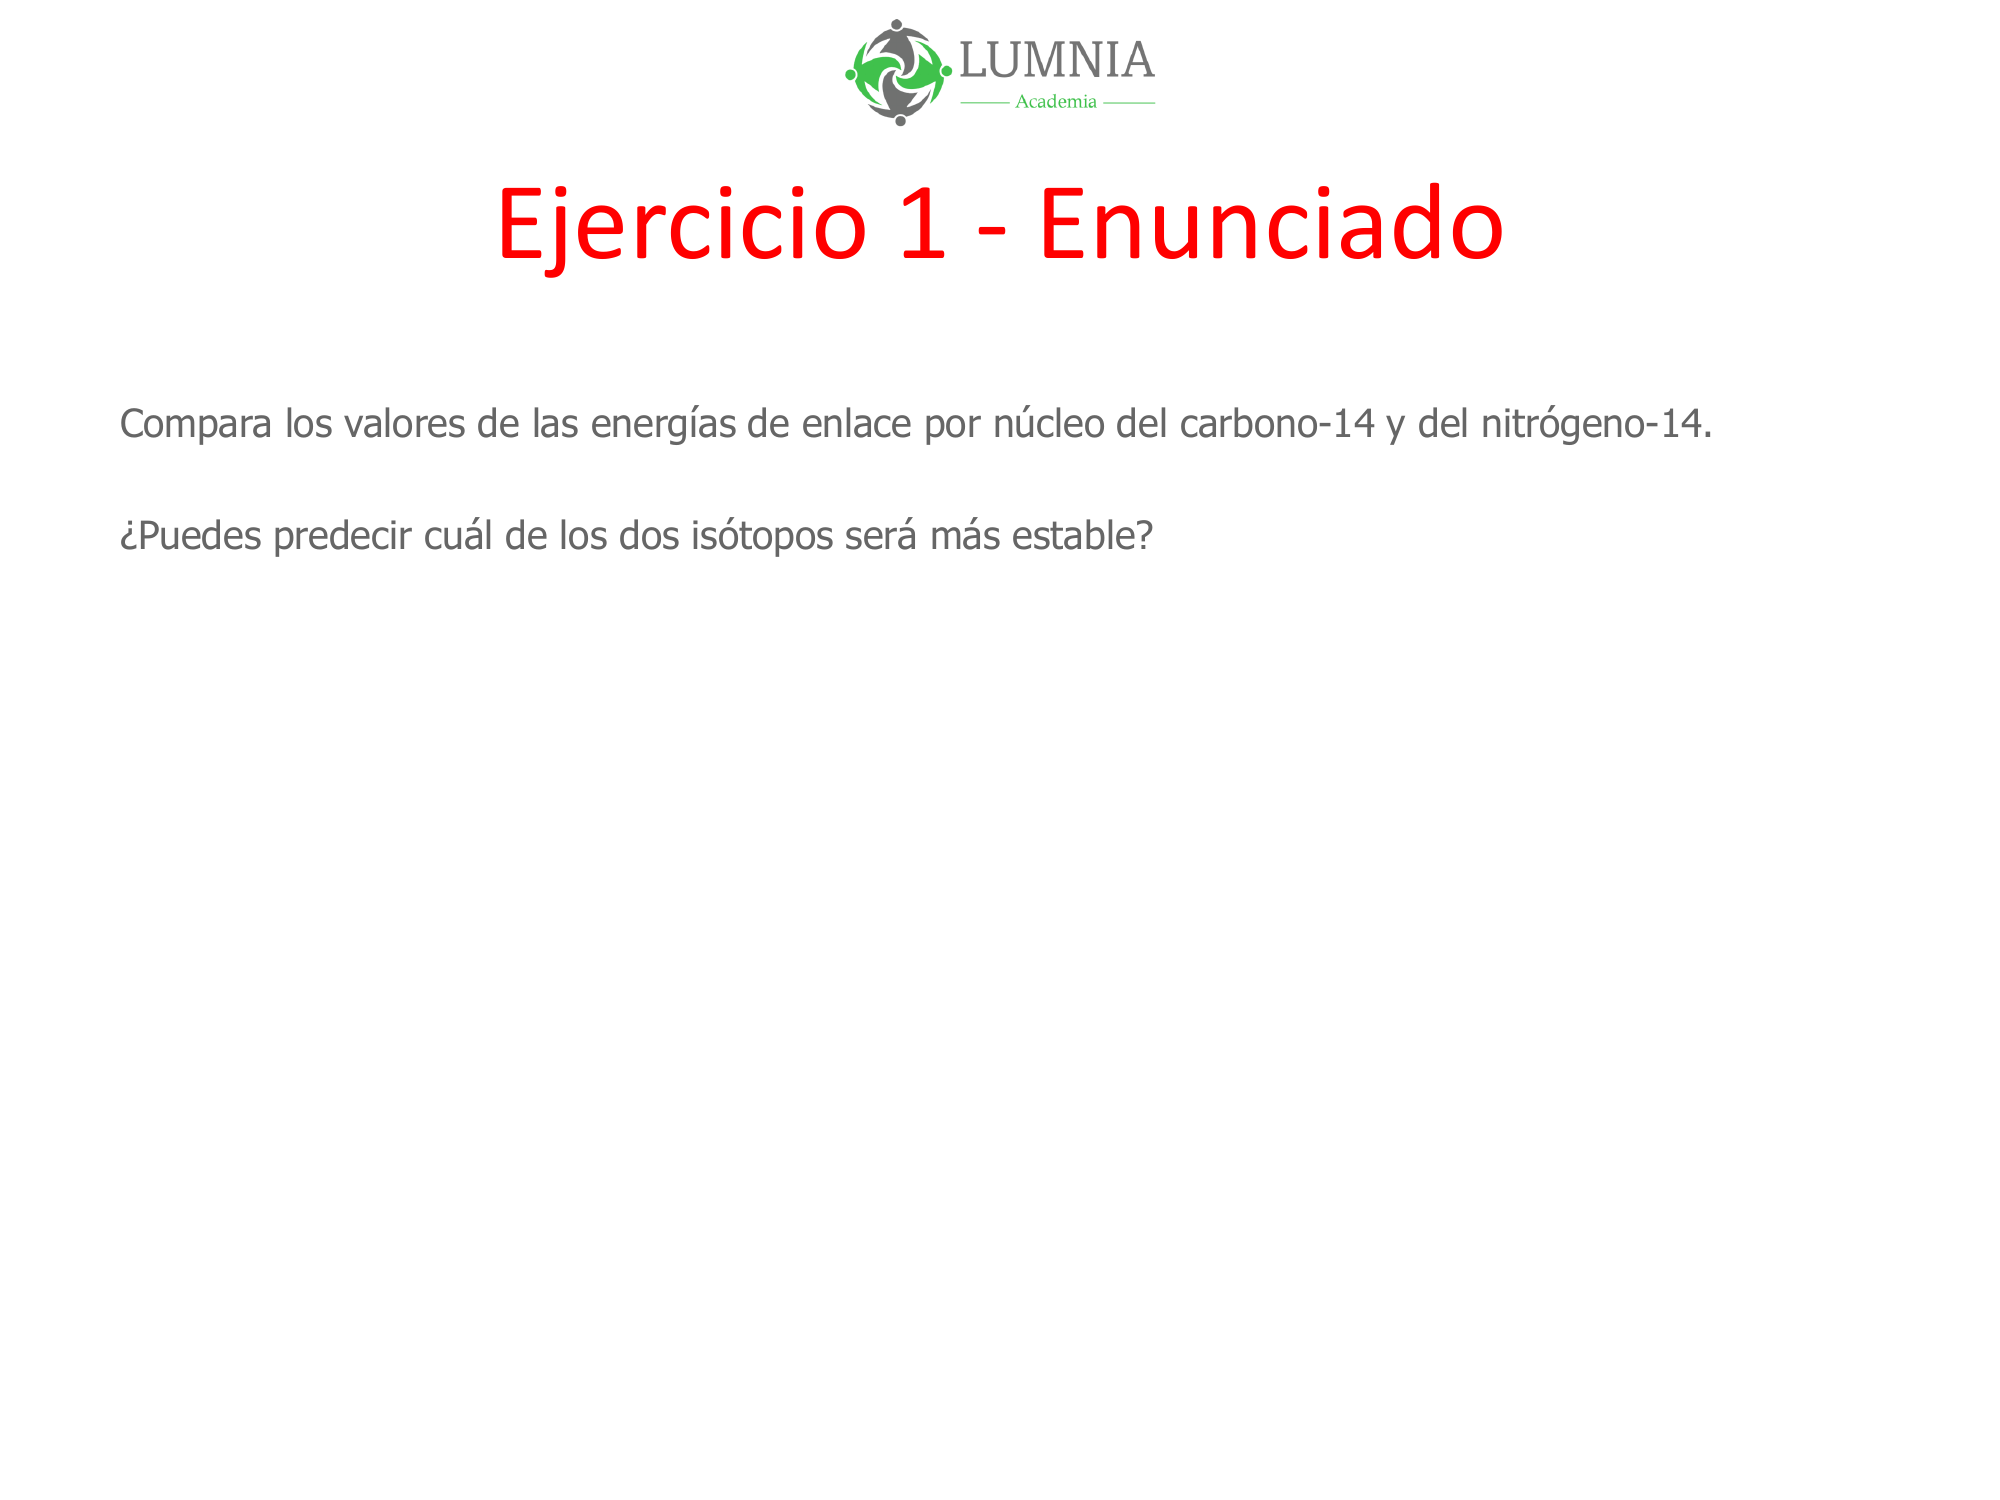 LUMNIA
Academia
Ejercicio 1 - Enunciado
Compara los valores de las energías de enlace por núcleo del carbono-14 y del nitrógeno-14.
¿Puedes predecir cuál de los dos isótopos será más estable?